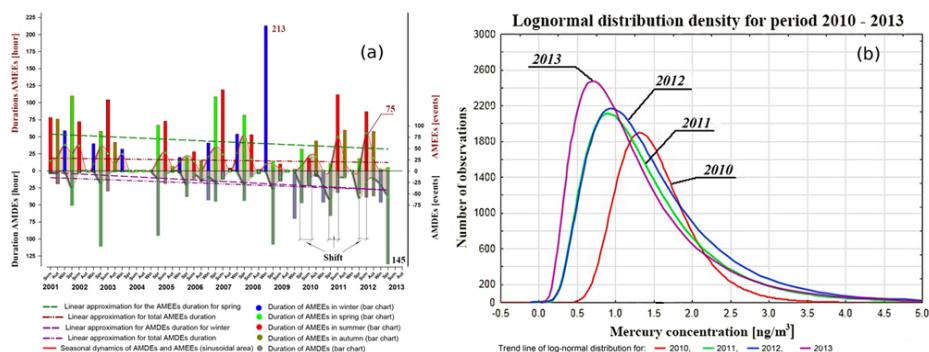 (a)
Durations AMEEs [hour]
225
200
175
150
125
100
75
50
25
0
213
75
AMEEs [events]
100
75
50
25
0
Duration AMDEs [hour]
25
50
75
100
125
AMDEs [events]
-25
-50
-75
Shift
145
2001 2002 2003 2004 2005 2006 2007 2008 2009 2010 2011 2012 2013
Linear approximation for the AMEEs duration for spring
Linear approximation for total AMEEs duration
Linear approximation for AMDEs duration for winter
Linear approximation for total AMDEs duration
Seasonal dynamics of AMDEs and AMEEs (sinusoidal area)
Duration of AMEEs in winter (bar chart)
Duration of AMEEs in spring (bar chart)
Duration of AMEEs in summer (bar chart)
Duration of AMEEs in autumn (bar chart)
Duration of AMDEs (bar chart)
Lognormal distribution density for period 2010 - 2013
(b)
Number of observations
3000
2600
2200
1800
1400
1000
600
200
0
2013
2012
2011
2010
-0.5 0.0 0.5 1.0 1.5 2.0 2.5 3.0 3.5 4.0 4.5 5.0
Mercury concentration [ng/m³]
Trend line of log-normal distribution for: 2010, 2011, 2012, 2013